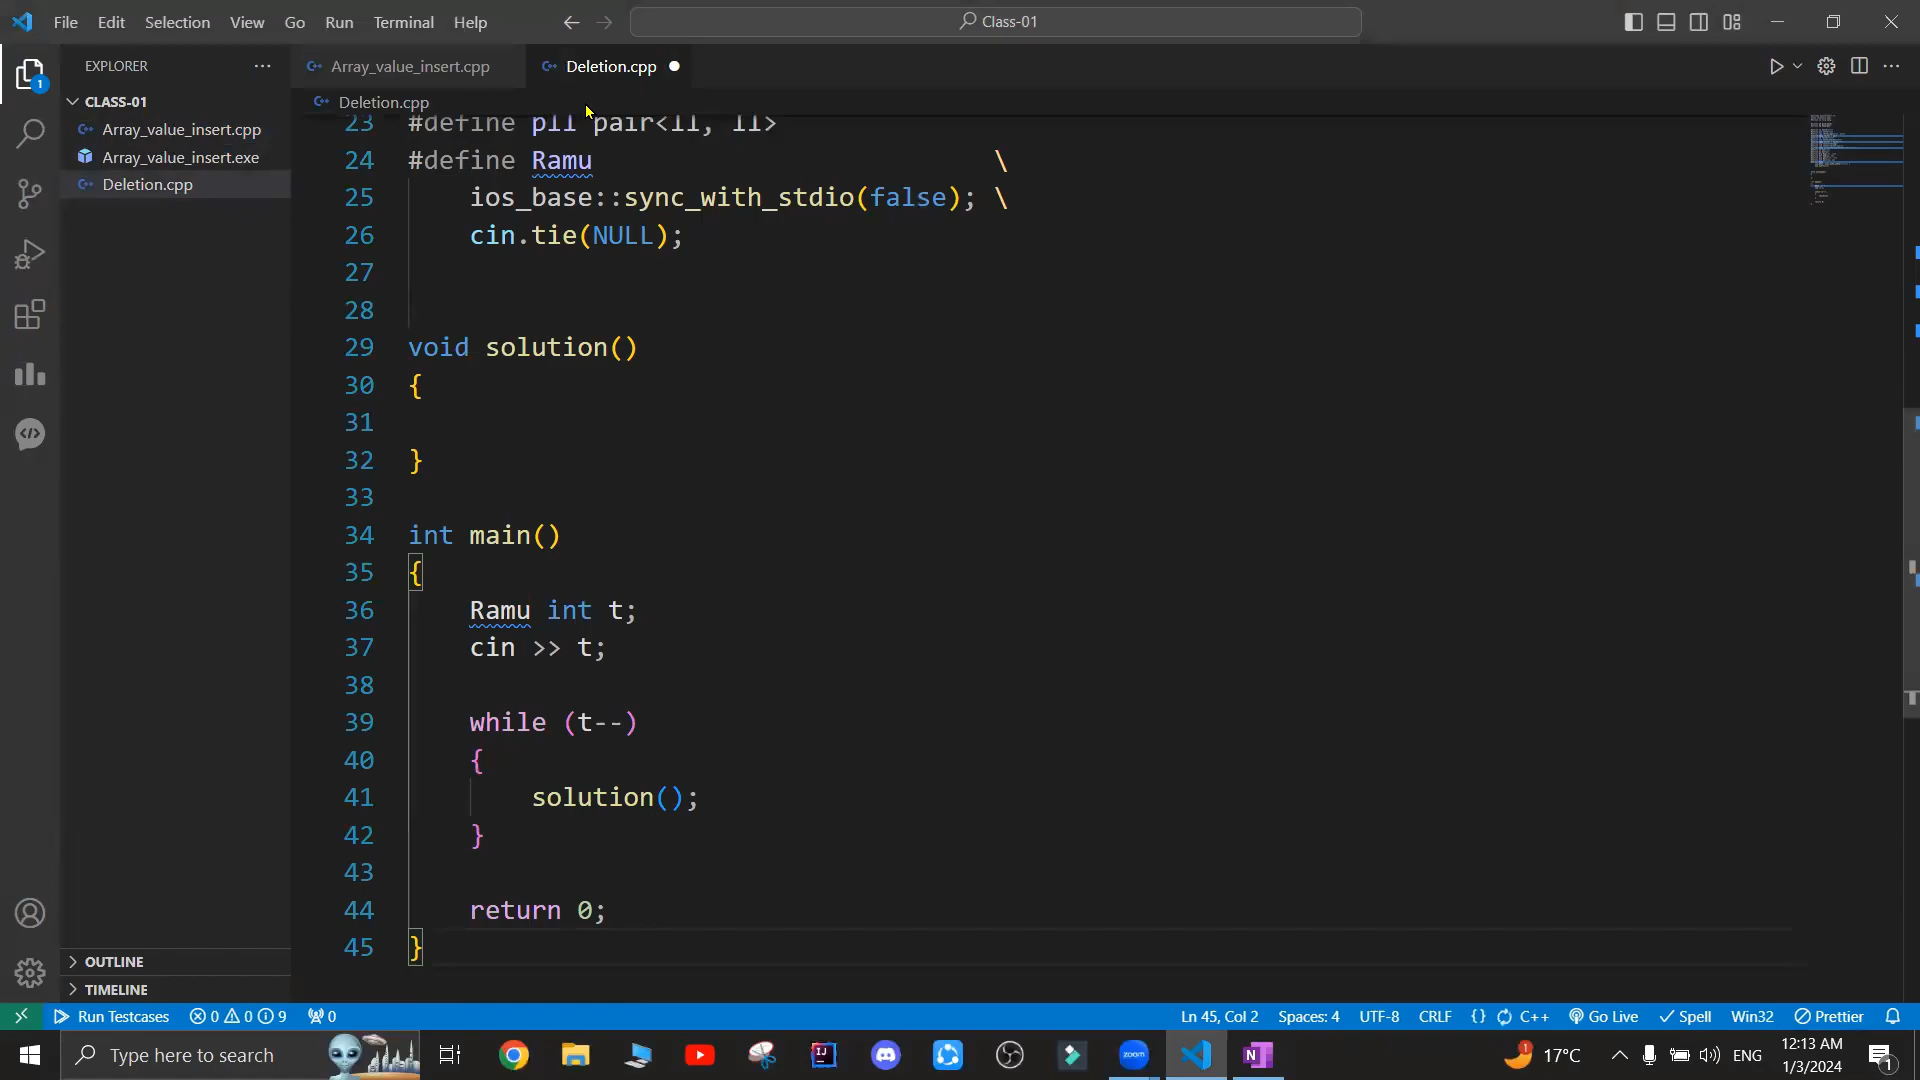 File Edit Selection View Go Run Terminal Help Class-01
EXPLORER
Array_value_insert.cpp Deletion.cpp
CLASS-01
Array_value_insert.cpp
Array_value_insert.exe
Deletion.cpp
OUTLINE
TIMELINE
Deletion.cpp
23 #define pll pair<ll, ll>
24 #define Ramu \
25 ios_base::sync_with_stdio(false); \
26 cin.tie(NULL);
27
28
29 void solution()
30 {
31
32 }
33
34 int main()
35 {
36 Ramu int t;
37 cin >> t;
38
39 while (t--)
40 {
41 solution();
42 }
43
44 return 0;
45 }
Run Testcases 0 0 9 0 Ln 45, Col 2 Spaces: 4 UTF-8 CRLF {} C++ Go Live Spell Win32 Prettier
Type here to search zoom 17°C ENG 12:13 AM
1/3/2024